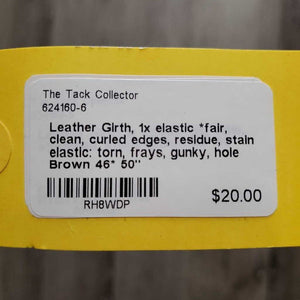 The Tack Collector
624160-6
Leather Girth, 1x elastic *fair,
clean, curled edges, residue, stain
elastic: torn, frays, gunky, hole
Brown 46* 50"
$20.00
RH8WDP